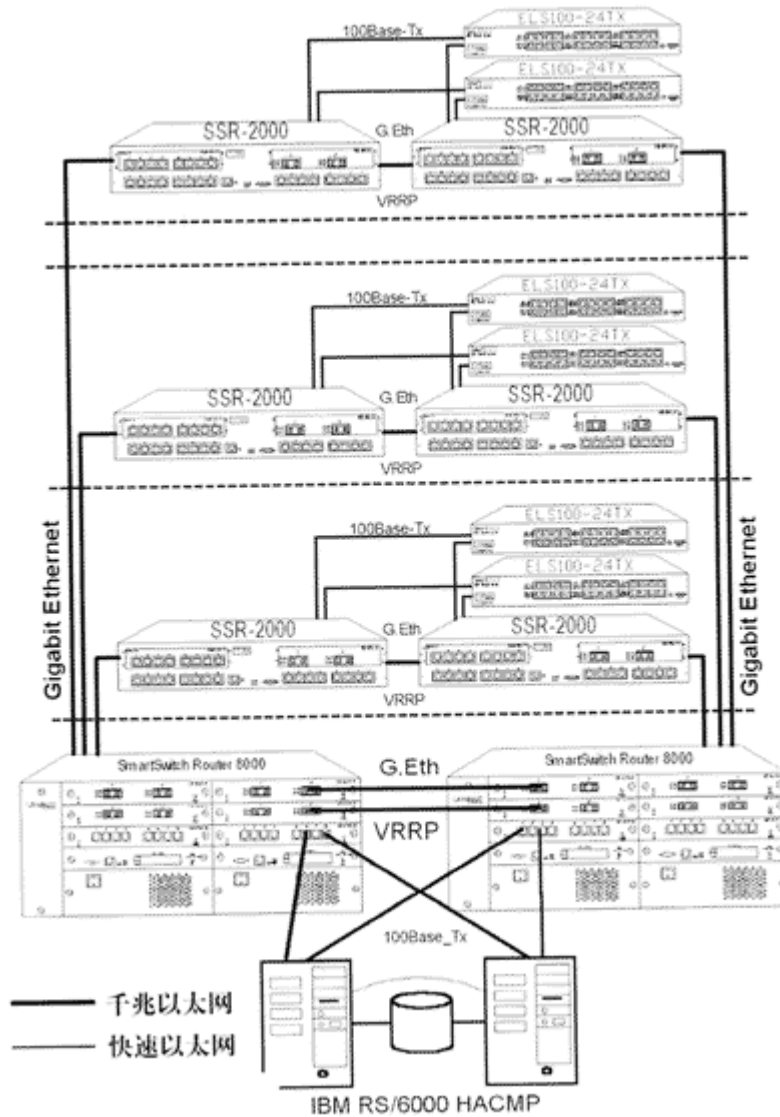 ELS100-24TX
100Base-Tx
ELS100-24TX
SSR-2000
G.Eth
SSR-2000
VRRP
ELS100-24TX
100Base-Tx
ELS100-24TX
SSR-2000
G.Eth
SSR-2000
VRRP
ELS100-24TX
100Base-Tx
ELS100-24TX
SSR-2000
G.Eth
SSR-2000
VRRP
Gigabit Ethernet
Gigabit Ethernet
SmartSwitch Router 8000
G.Eth
SmartSwitch Router 8000
VRRP
100Base_Tx
千兆以太网
快速以太网
IBM RS/6000 HACMP